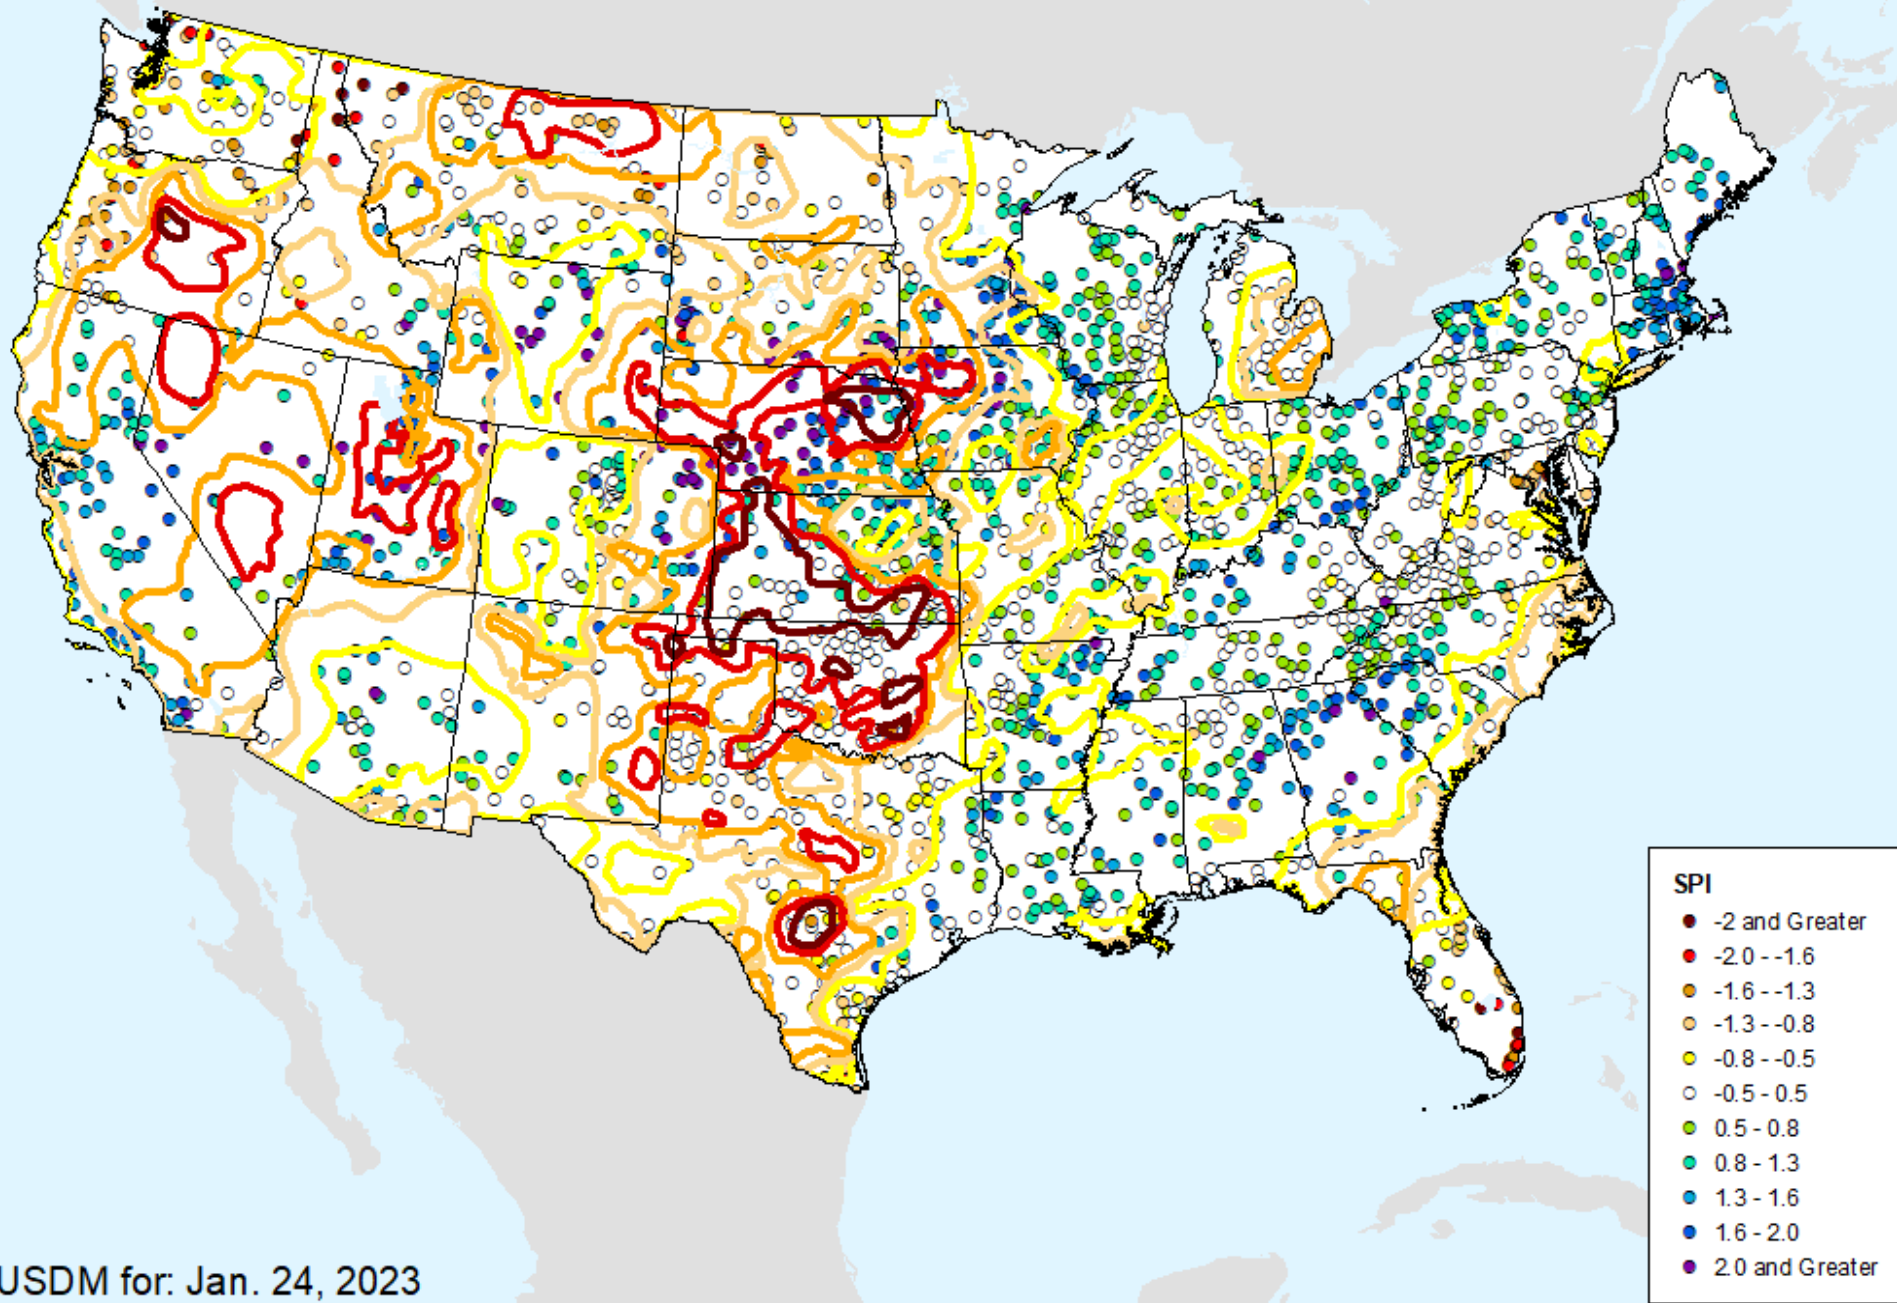 SPI
-2 and Greater
-2.0 - -1.6
-1.6 - -1.3
-1.3 - -0.8
-0.8 - -0.5
-0.5 - 0.5
0.5 - 0.8
0.8 - 1.3
1.3 - 1.6
1.6 - 2.0
2.0 and Greater
USDM for: Jan. 24, 2023